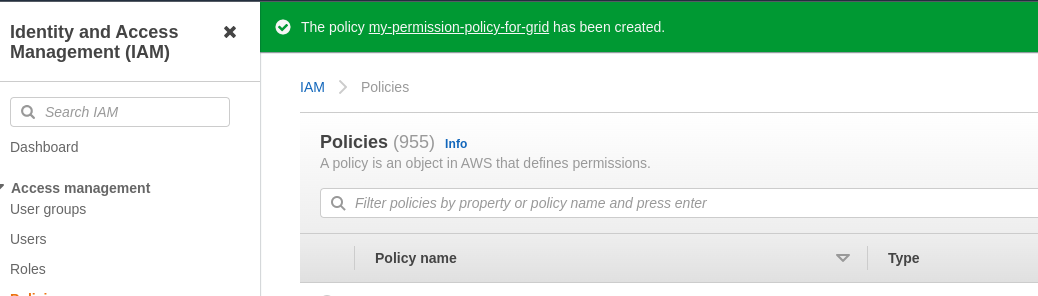 Identity and Access
Management (IAM)
Search IAM
Dashboard
Access management
User groups
Users
Roles
The policy my-permission-policy-for-grid has been created.
IAM
Policies
Policies (955) Info
A policy is an object in AWS that defines permissions.
Filter policies by property or policy name and press enter
Policy name
Type